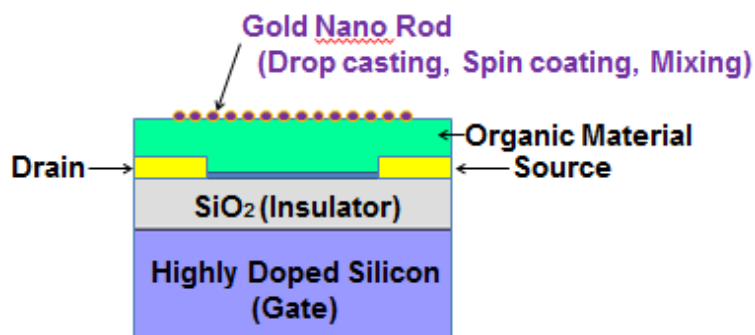 Gold Nano Rod
(Drop casting, Spin coating, Mixing)
Organic Material
Drain
Source
SiO₂ (Insulator)
Highly Doped Silicon
(Gate)